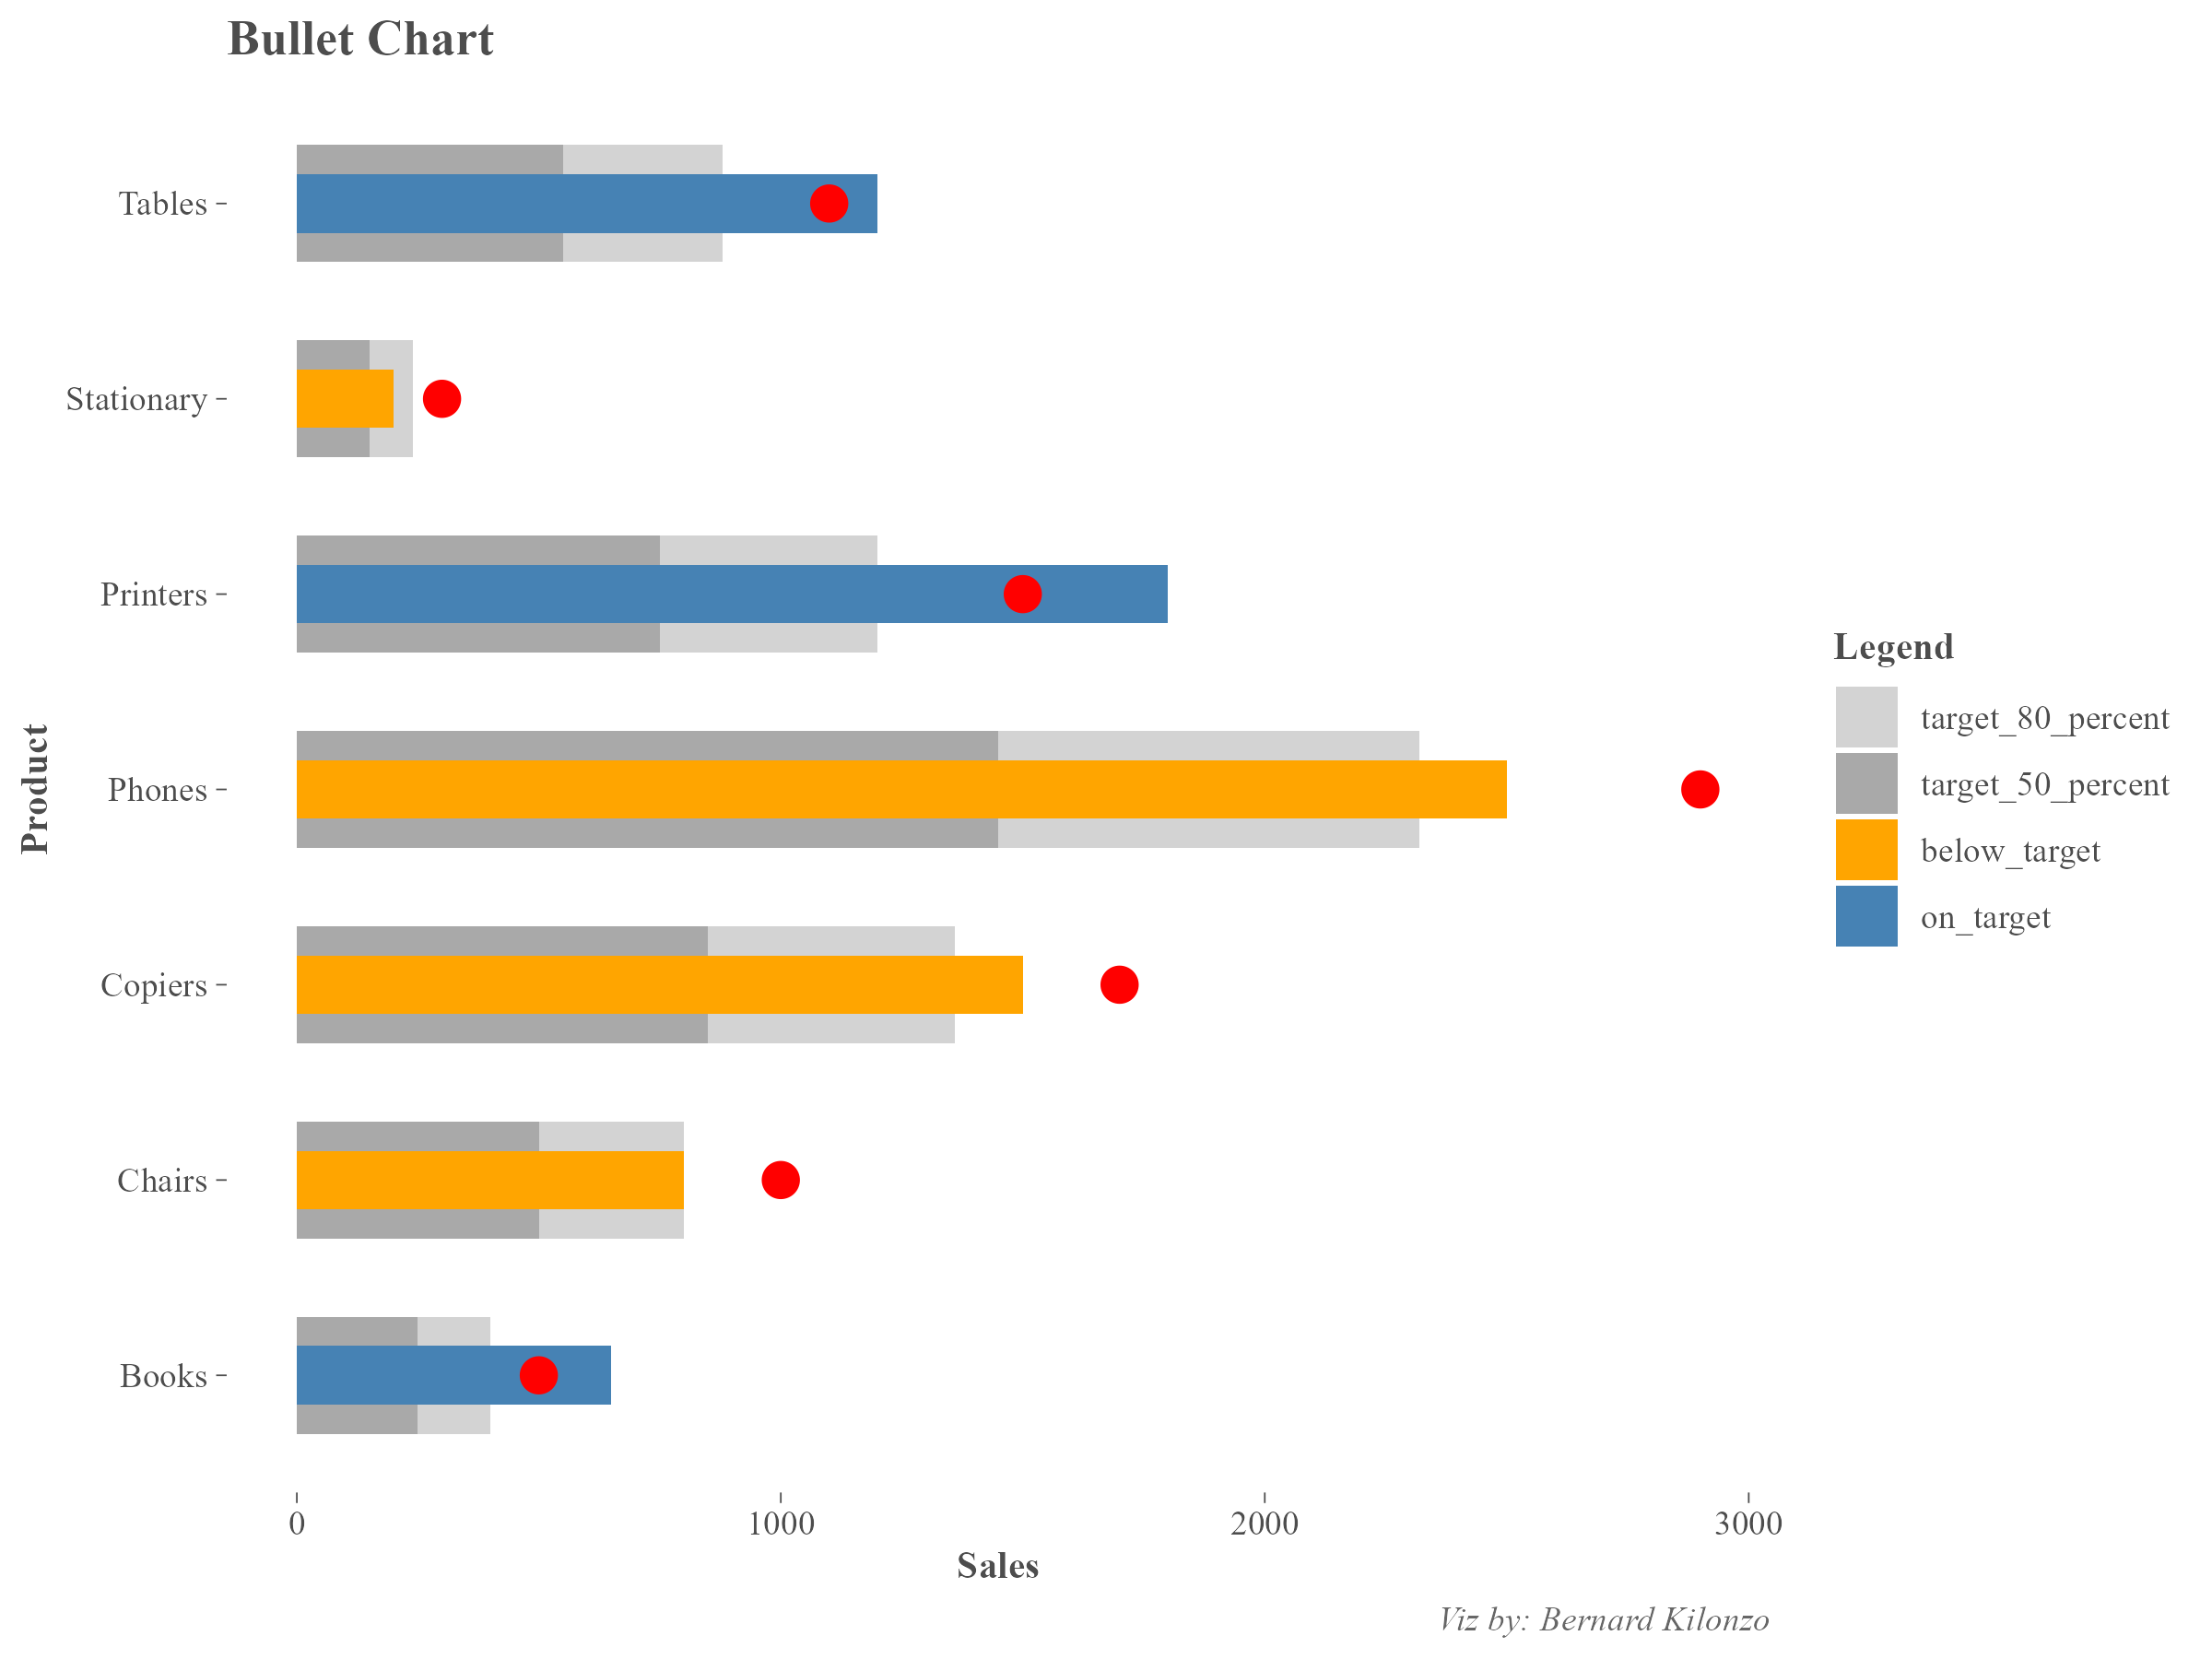 Bullet Chart
Tables
Stationary
Printers
Phones
Copiers
Chairs
Books
Product
0 1000 2000 3000
Sales
Legend
target_80_percent
target_50_percent
below_target
on_target
Viz by: Bernard Kilonzo